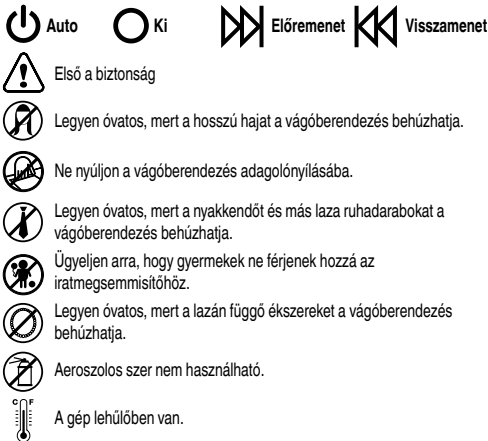 Auto Ki Előremenet Visszamenet
Első a biztonság
Legyen óvatos, mert a hosszú hajat a vágóberendezés behúzhatja.
Ne nyúljon a vágóberendezés adagolónyílásába.
Legyen óvatos, mert a nyakkendőt és más laza ruhadarabokat a
vágóberendezés behúzhatja.
Ügyeljen arra, hogy gyermekek ne férjenek hozzá az
iratmegsemmisítőhöz.
Legyen óvatos, mert a lazán függő ékszereket a vágóberendezés
behúzhatja.
Aeroszolos szer nem használható.
C F
A gép lehűlőben van.